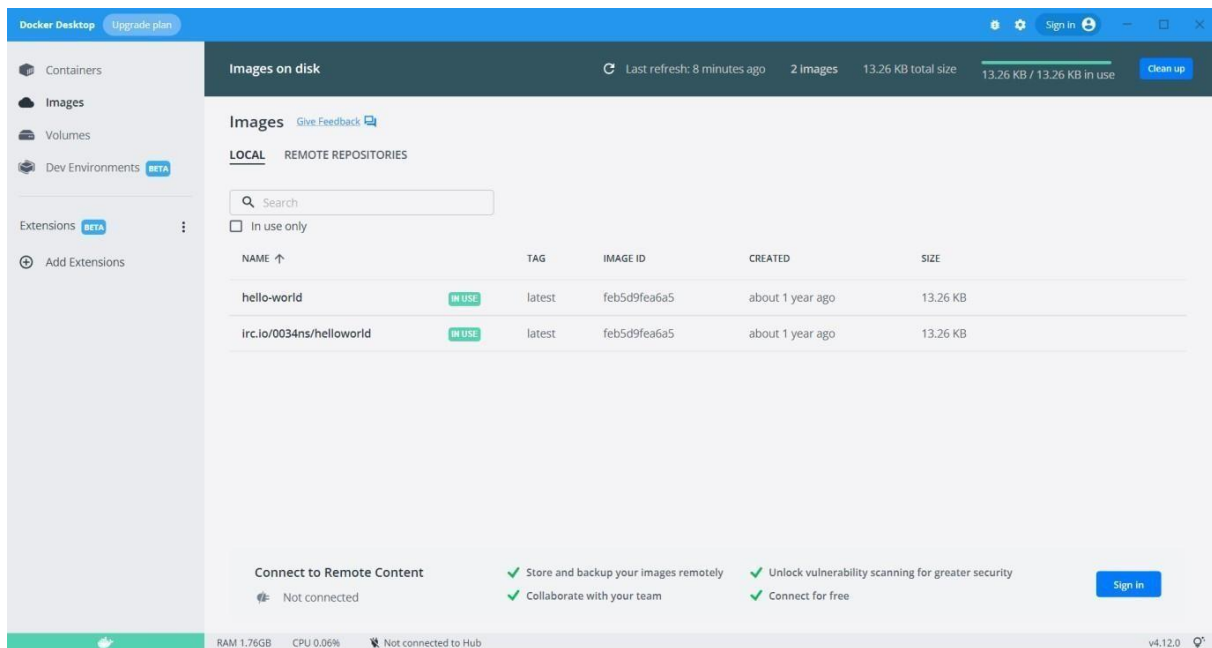 Docker Desktop Upgrade plan Sign in
Containers
Images
Volumes
Dev Environments BETA
Extensions BETA
Add Extensions
Images on disk Last refresh: 8 minutes ago 2 images 13.26 KB total size 13.26 KB / 13.26 KB in use Clean up
Images Give Feedback
LOCAL REMOTE REPOSITORIES
Search
In use only
NAME TAG IMAGE ID CREATED SIZE
hello-world IN USE latest feb5d9fea6a5 about 1 year ago 13.26 KB
irc.io/0034ns/helloworld IN USE latest feb5d9fea6a5 about 1 year ago 13.26 KB
Connect to Remote Content
Not connected
Store and backup your images remotely
Collaborate with your team
Unlock vulnerability scanning for greater security
Connect for free
Sign in
RAM 1.76GB CPU 0.06% Not connected to Hub v4.12.0